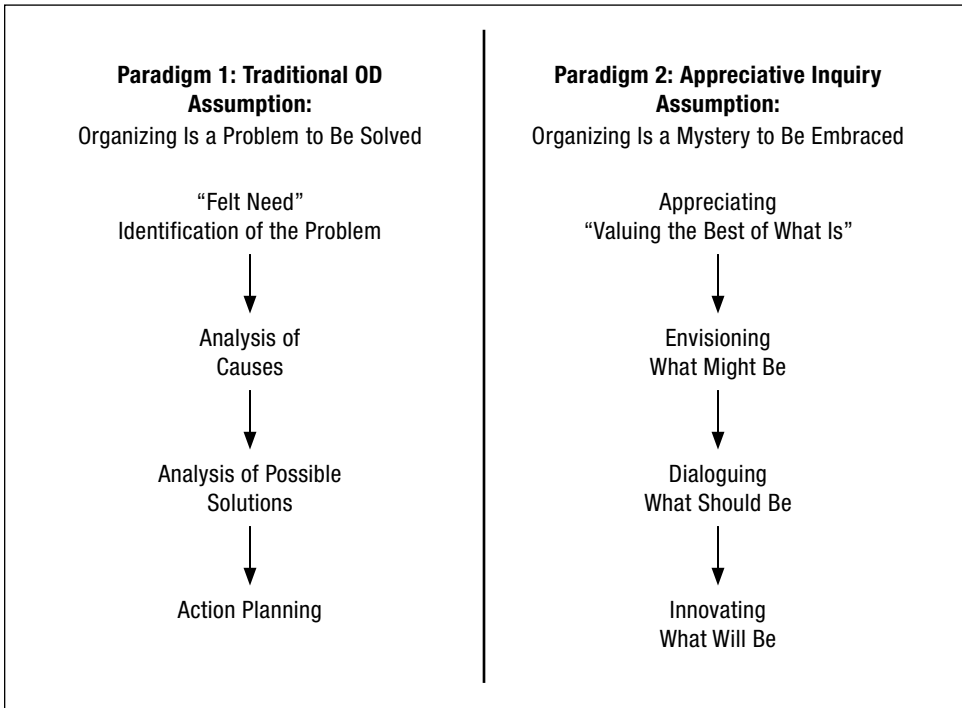 Paradigm 1: Traditional OD
Assumption:
Organizing Is a Problem to Be Solved
“Felt Need”
Identification of the Problem
Analysis of
Causes
Analysis of Possible
Solutions
Action Planning
Paradigm 2: Appreciative Inquiry
Assumption:
Organizing Is a Mystery to Be Embraced
Appreciating
“Valuing the Best of What Is”
Envisioning
What Might Be
Dialoguing
What Should Be
Innovating
What Will Be